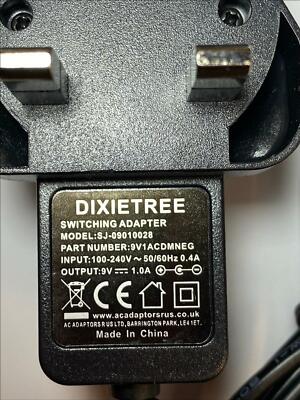 DIXIETREE
SWITCHING ADAPTER
MODEL:SJ-09010028
PART NUMBER:9V1ACDMNEG
INPUT:100-240V ~ 50/60Hz 0.4A
OUTPUT:9V ⎓ 1.0A
www.acadaptorsrus.co.uk
AC ADAPTORS R US LTD, BARRINGTON PARK, LE4 1ET.
Made In China